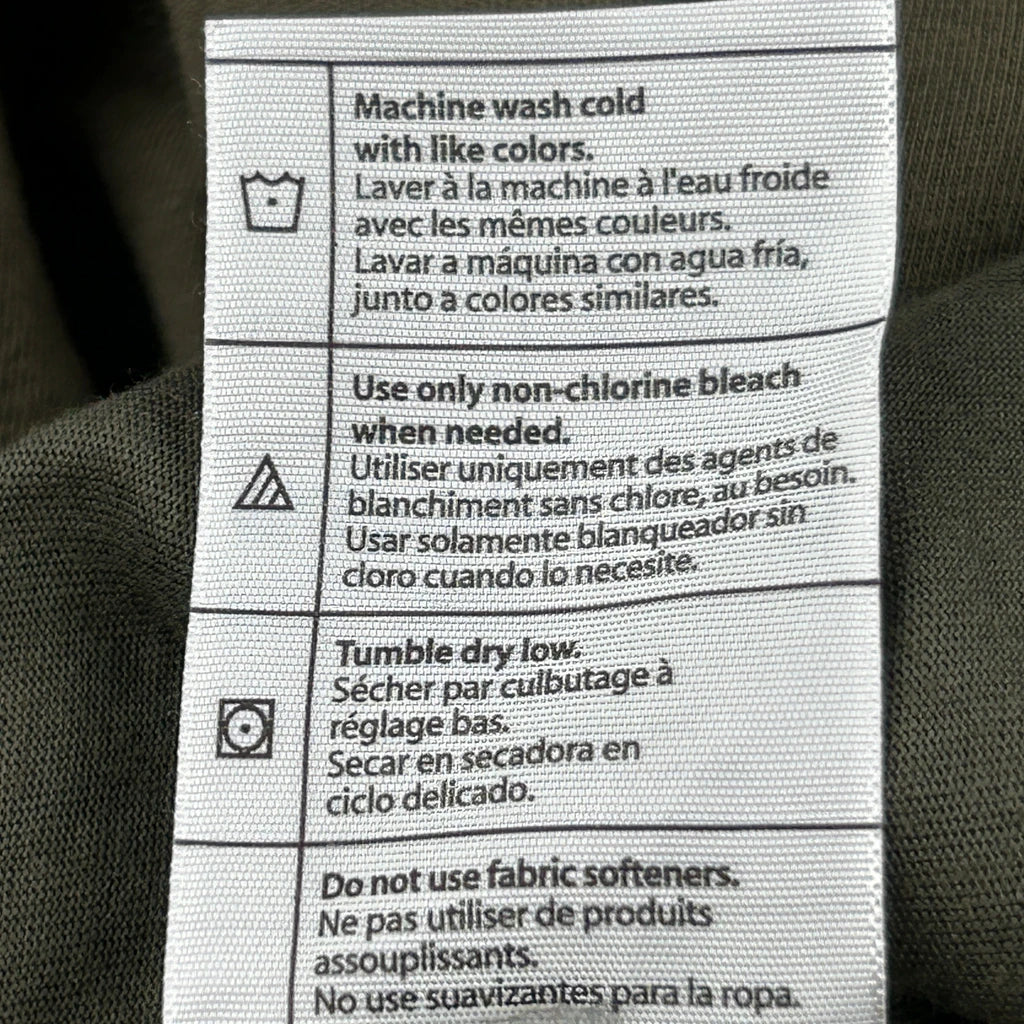 Machine wash cold
with like colors.
Laver à la machine à l'eau froide
avec les mêmes couleurs.
Lavar a máquina con agua fría,
junto a colores similares.
Use only non-chlorine bleach
when needed.
Utiliser uniquement des agents de
blanchiment sans chlore, au besoin.
Usar solamente blanqueador sin
cloro cuando lo necesite.
Tumble dry low.
Sécher par culbutage à
réglage bas.
Secar en secadora en
ciclo delicado.
Do not use fabric softeners.
Ne pas utiliser de produits
assouplissants.
No use suavizantes para la ropa.